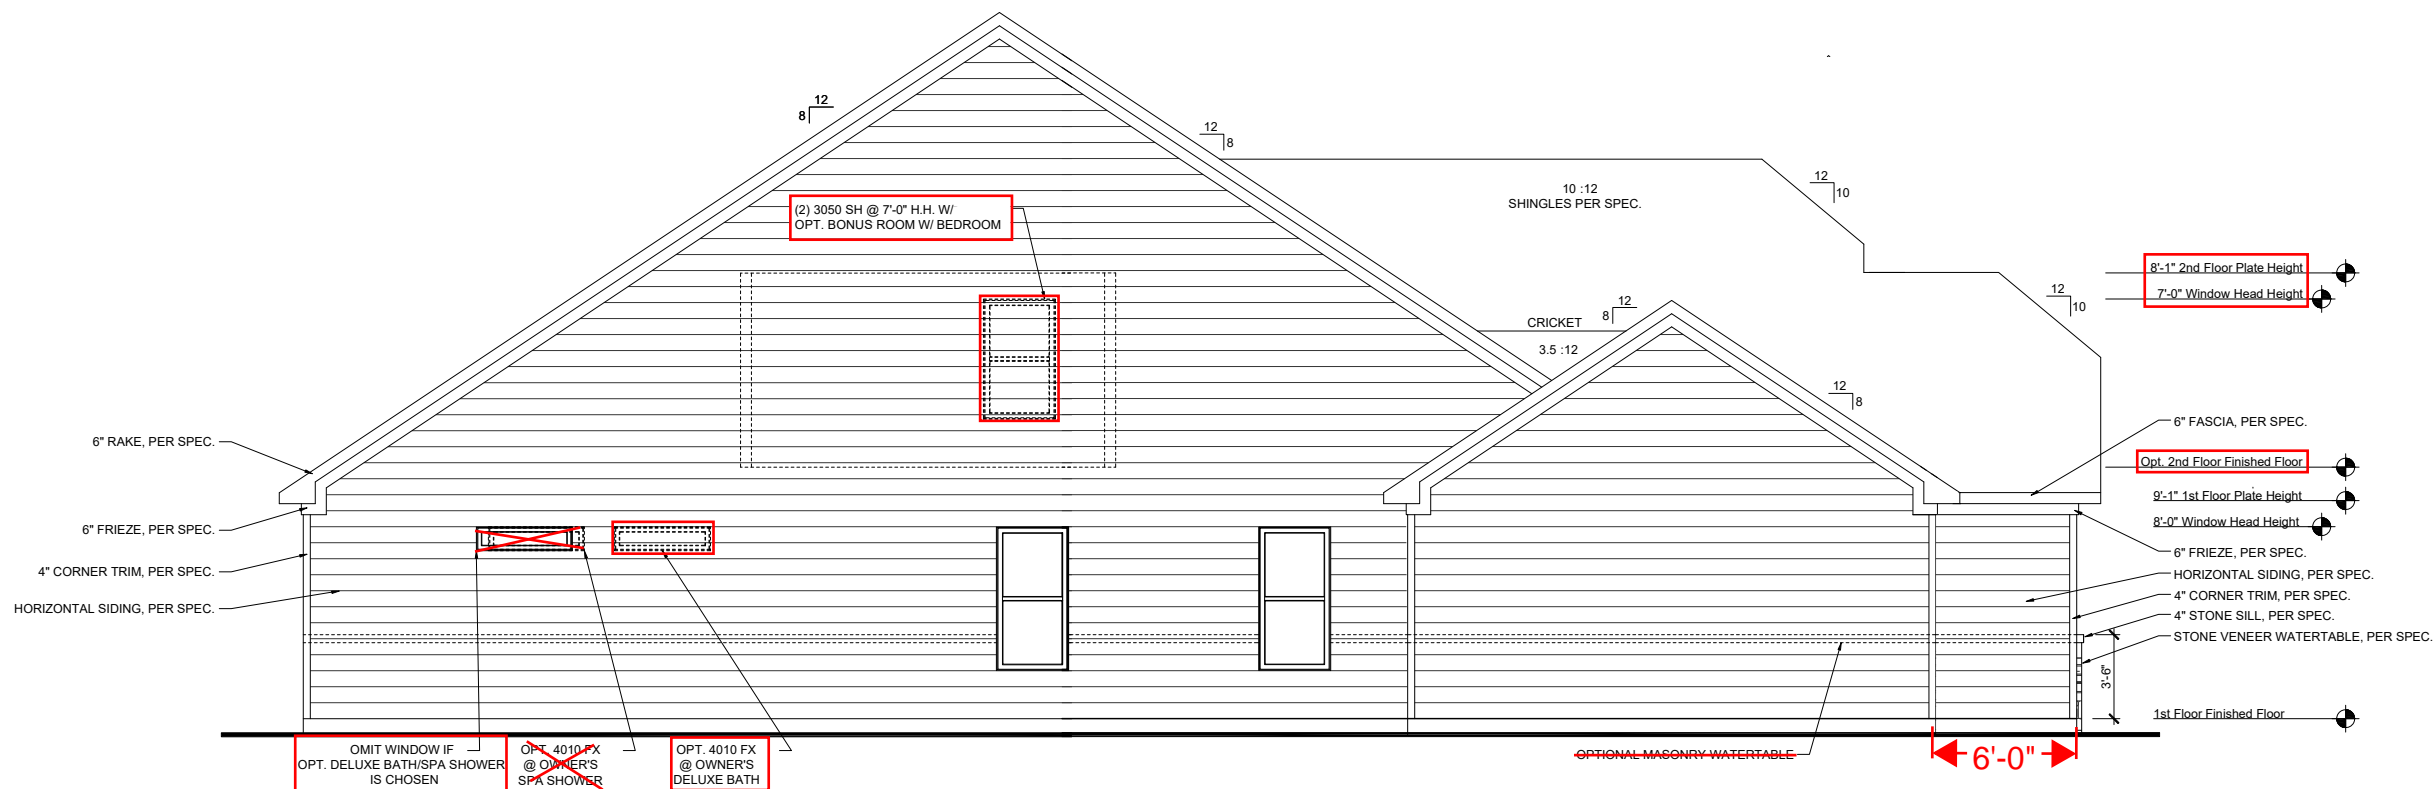 12
8
12
8
10 :12
SHINGLES PER SPEC.
12
10
(2) 3050 SH @ 7'-0" H.H. W/
OPT. BONUS ROOM W/ BEDROOM
8'-1" 2nd Floor Plate Height
7'-0" Window Head Height
12
10
12
8
CRICKET
3.5 :12
12
8
6" RAKE, PER SPEC.
6" FASCIA, PER SPEC.
Opt. 2nd Floor Finished Floor
9'-1" 1st Floor Plate Height
8'-0" Window Head Height
6" FRIEZE, PER SPEC.
6" FRIEZE, PER SPEC.
4" CORNER TRIM, PER SPEC.
HORIZONTAL SIDING, PER SPEC.
HORIZONTAL SIDING, PER SPEC.
4" CORNER TRIM, PER SPEC.
4" STONE SILL, PER SPEC.
STONE VENEER WATERTABLE, PER SPEC.
3'-6"
1st Floor Finished Floor
OMIT WINDOW IF
OPT. DELUXE BATH/SPA SHOWER
IS CHOSEN
OPT. 4010 FX
@ OWNER'S
SPA SHOWER
OPT. 4010 FX
@ OWNER'S
DELUXE BATH
OPTIONAL MASONRY WATERTABLE
6'-0"